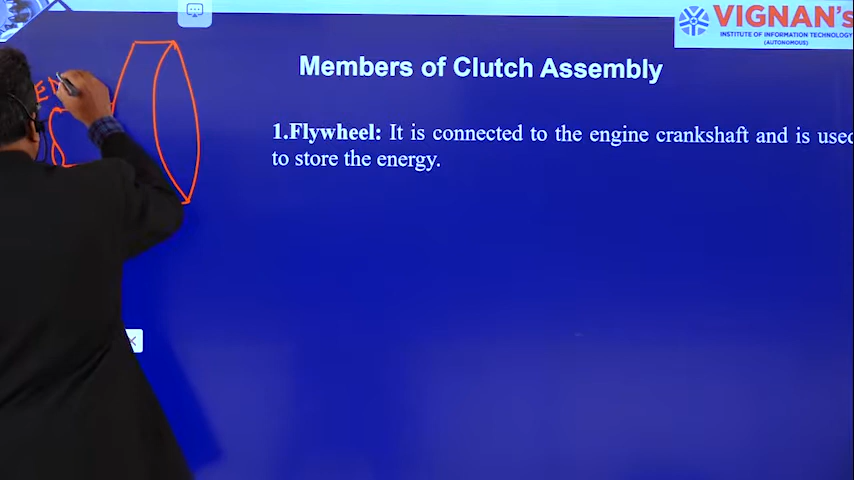 VIGNAN's
INSTITUTE OF INFORMATION TECHNOLOGY
(AUTONOMOUS)
Members of Clutch Assembly
EN
1.Flywheel: It is connected to the engine crankshaft and is used
to store the energy.